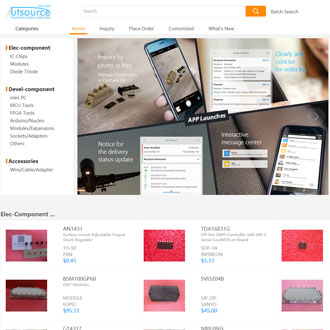 utsource
Search
Batch Search
Categories
Home
Inquiry
Place Order
Customized
What's New
Elec-component
IC Chips
Modules
Diode Triode
Devel-component
mini PC
MCU Tools
FPGA Tools
Arduino/Nucleo
Modules/Expansions
Sockets/Adapters
Others
Accessories
Wire/Cable/Adapter
Inquiry by
photo or files
Clearly and
concise
for order list
APP Launches
Notice for
the delivery
status update
Interactive
message center
Elec-Component ...
AN1431
Surface-mount Adjustable Output
Shunt Regulator
TO-92
PAN
$0.45
TDA16831G
Off-line SMPS Controller with 600 V
Sense CoolMOS on Board
SOP-14
INFINEON
$5.33
BSM100GP60
IGBT Modules
MODULE
EUPEC
$95.33
SVI3204B
SIP-ZIP
SANYO
$45.00
G14317